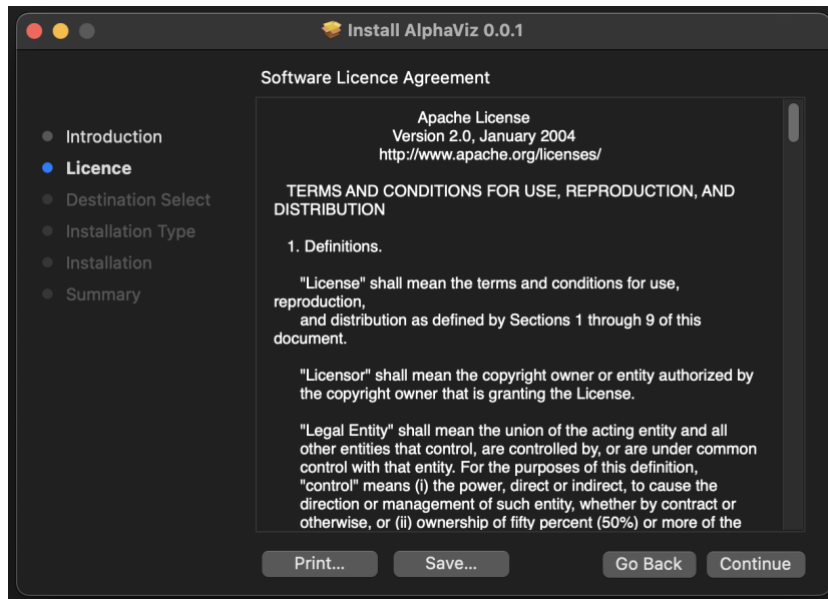 Install AlphaViz 0.0.1
Introduction
Licence
Destination Select
Installation Type
Installation
Summary
Software Licence Agreement
Apache License
Version 2.0, January 2004
http://www.apache.org/licenses/
TERMS AND CONDITIONS FOR USE, REPRODUCTION, AND
DISTRIBUTION
1. Definitions.
"License" shall mean the terms and conditions for use,
reproduction,
and distribution as defined by Sections 1 through 9 of this
document.
"Licensor" shall mean the copyright owner or entity authorized by
the copyright owner that is granting the License.
"Legal Entity" shall mean the union of the acting entity and all
other entities that control, are controlled by, or are under common
control with that entity. For the purposes of this definition,
"control" means (i) the power, direct or indirect, to cause the
direction or management of such entity, whether by contract or
otherwise, or (ii) ownership of fifty percent (50%) or more of the
Print...
Save...
Go Back
Continue